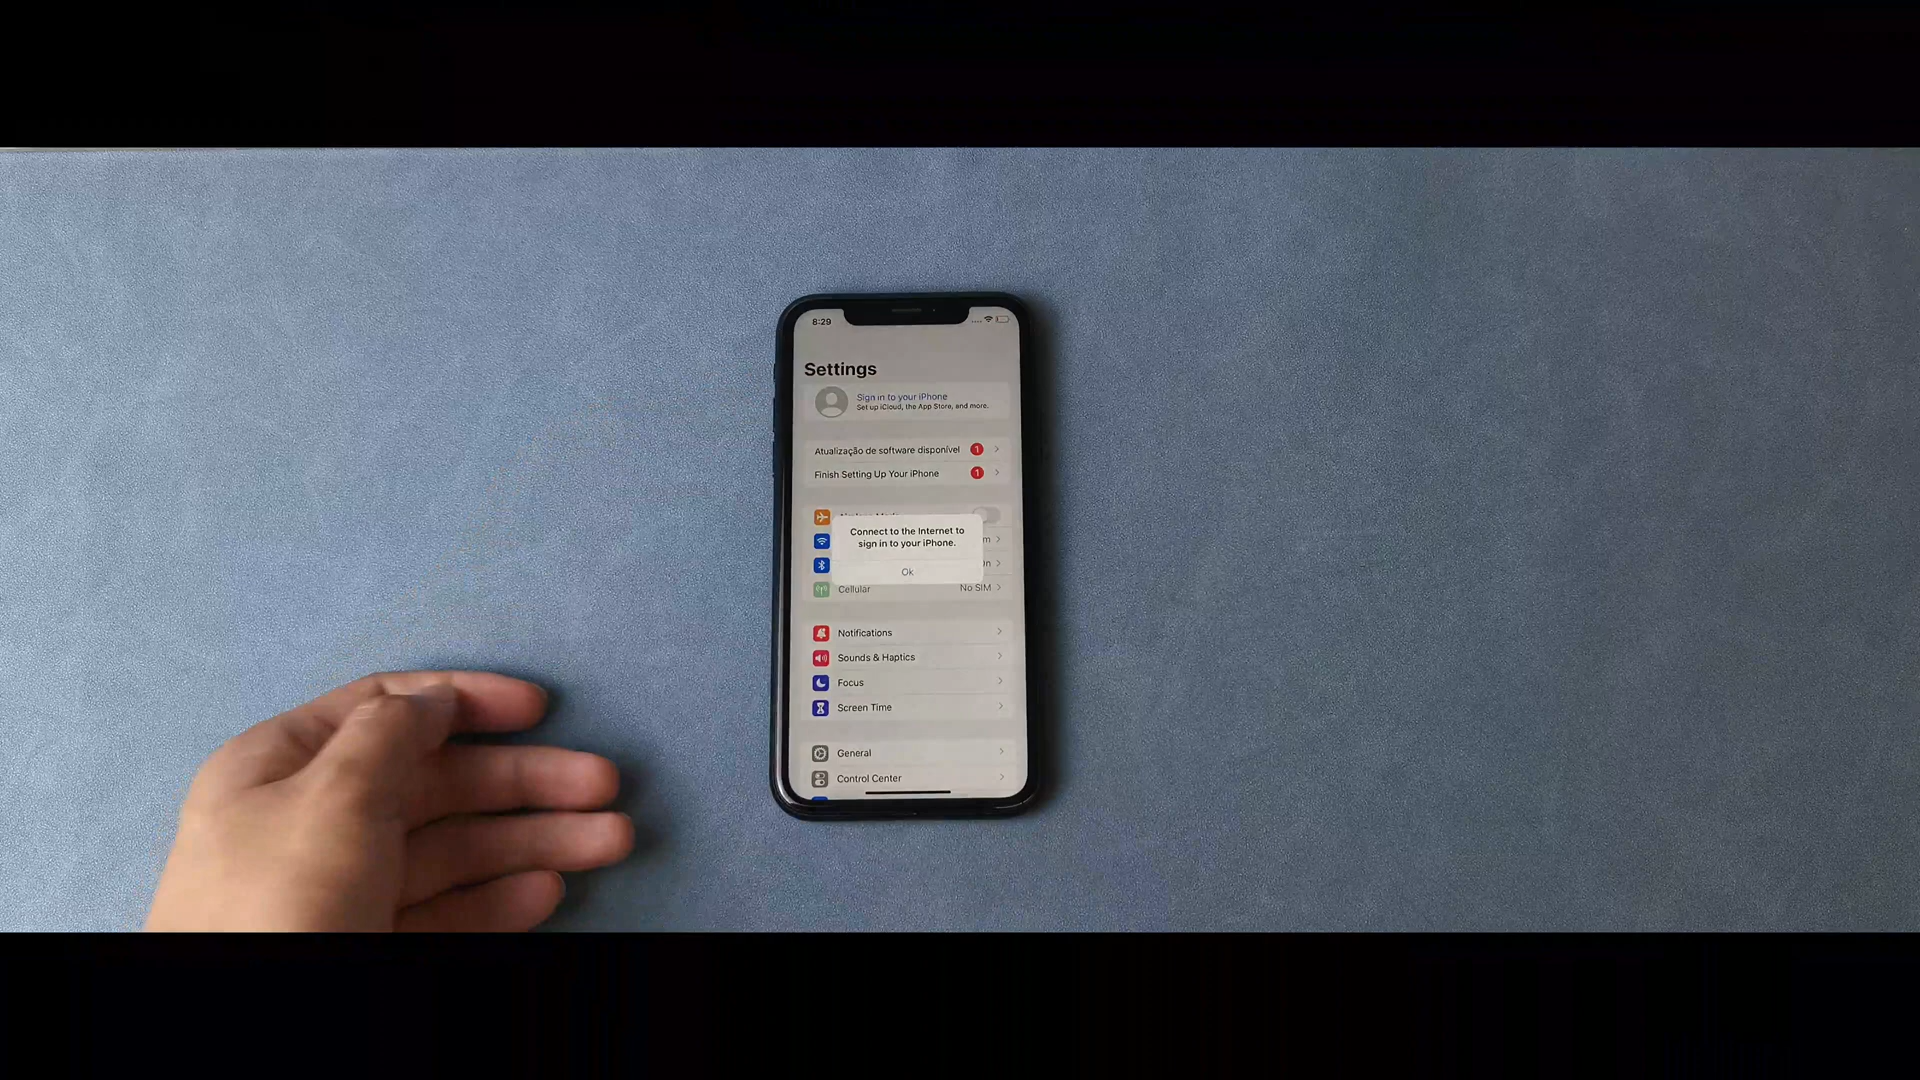 8:29
Settings
Sign in to your iPhone
Set up iCloud, the App Store, and more.
Atualização de software disponível 1
Finish Setting Up Your iPhone 1
Connect to the Internet to
sign in to your iPhone.
Ok
Cellular No SIM
Notifications
Sounds & Haptics
Focus
Screen Time
General
Control Center